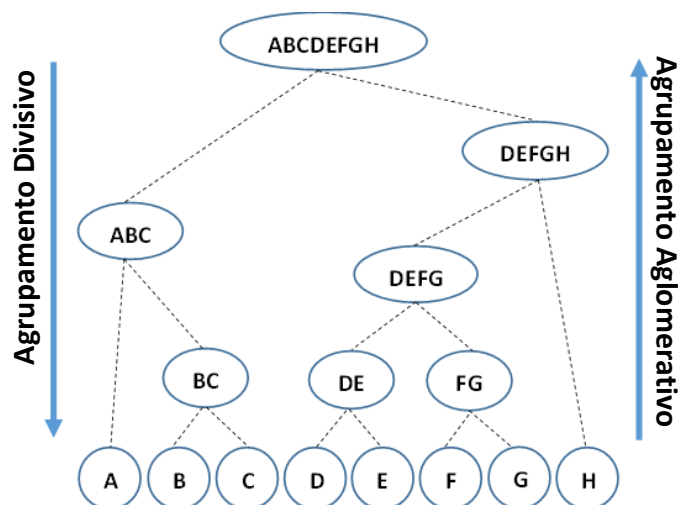 ABCDEFGH
Agrupamento Divisivo
Agrupamento Aglomerativo
DEFGH
ABC
DEFG
BC
DE
FG
A
B
C
D
E
F
G
H